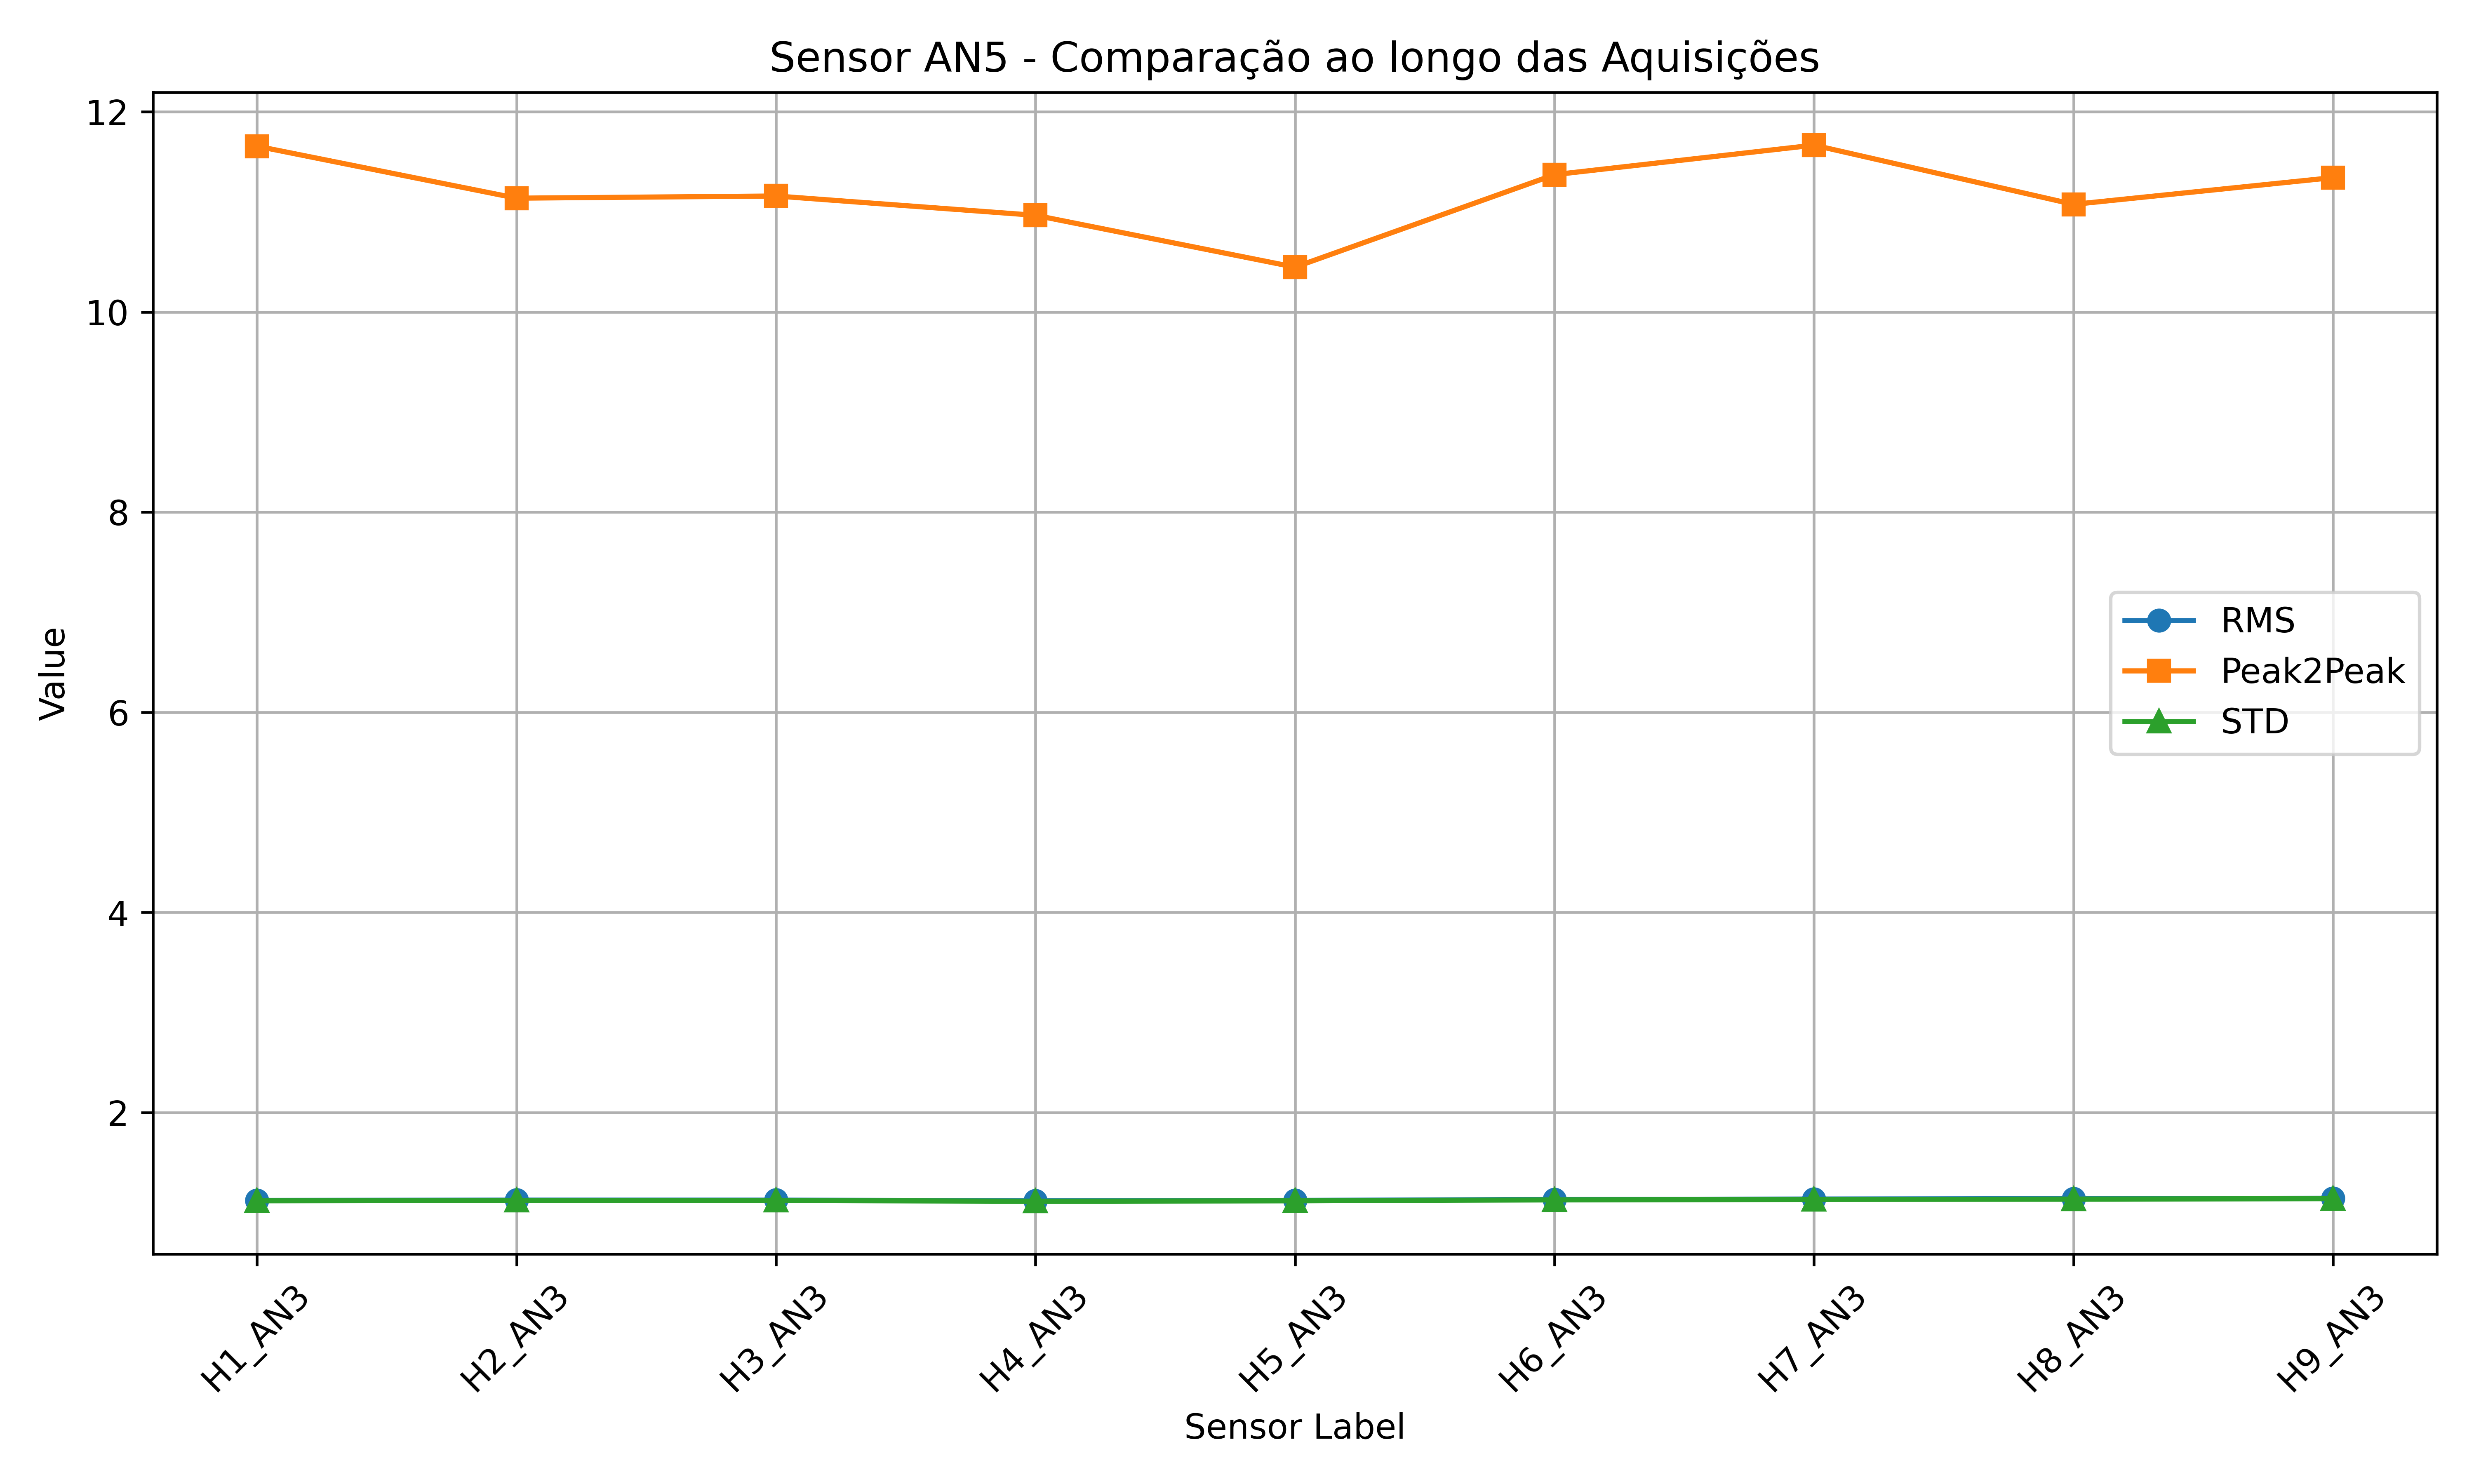 Sensor AN5 - Comparação ao longo das Aquisições
12
10
8
6
4
2
Value
RMS
Peak2Peak
STD
H1_AN3
H2_AN3
H3_AN3
H4_AN3
H5_AN3
H6_AN3
H7_AN3
H8_AN3
H9_AN3
Sensor Label